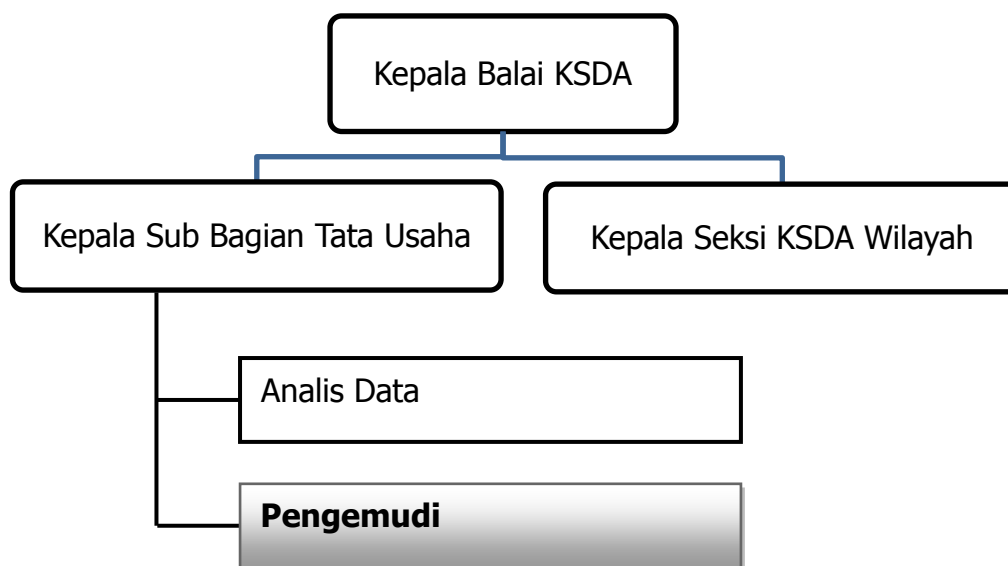 Kepala Balai KSDA
Kepala Sub Bagian Tata Usaha
Kepala Seksi KSDA Wilayah
Analis Data
Pengemudi